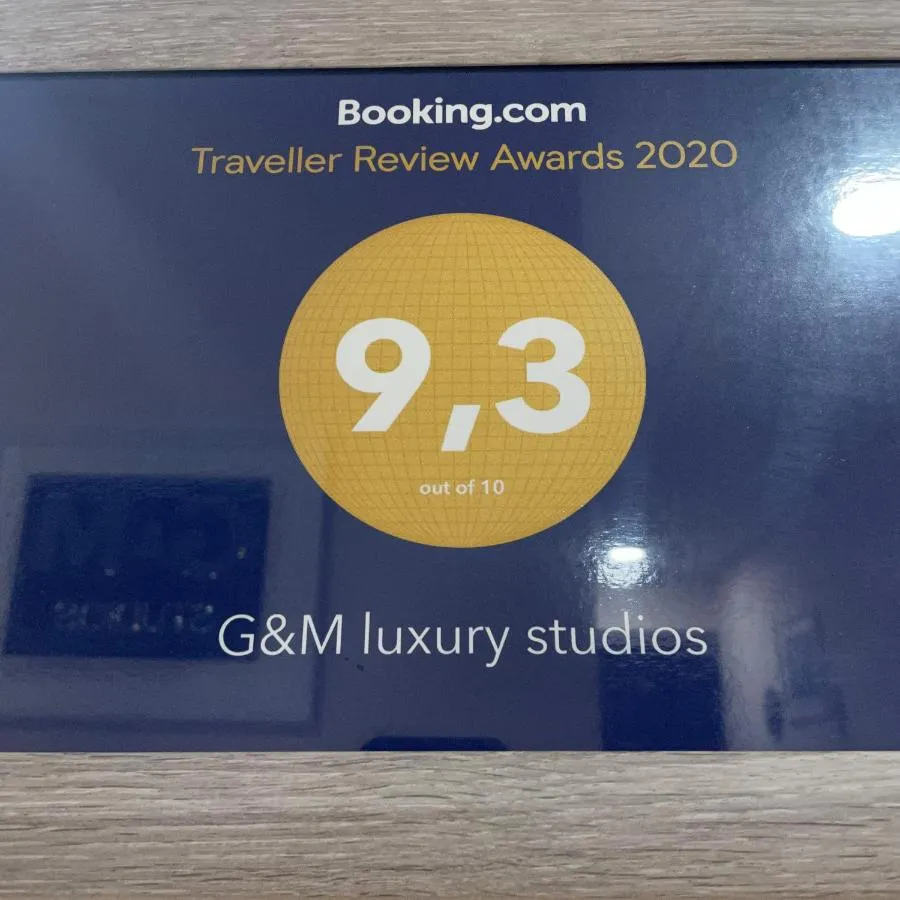 Booking.com
Traveller Review Awards 2020
9,3
out of 10
G&M luxury studios